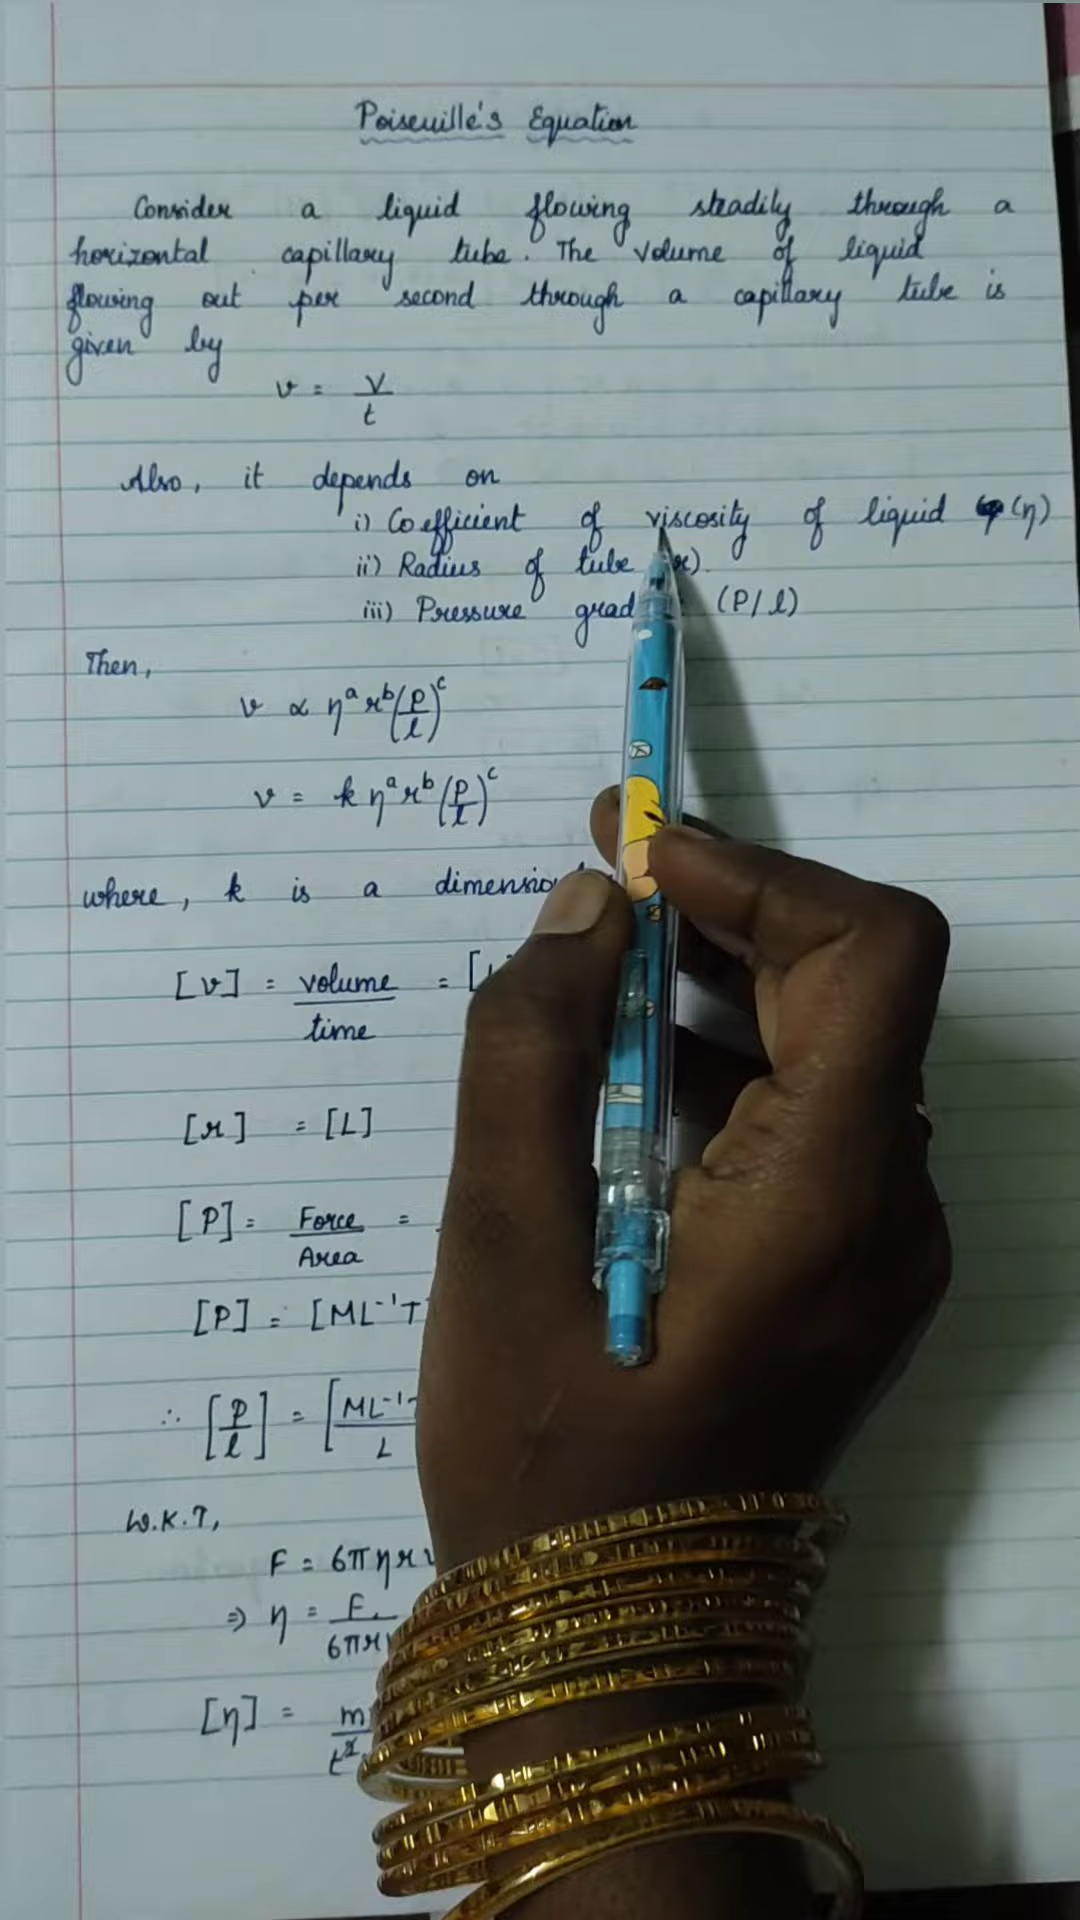 Poiseuille's Equation
Consider a liquid flowing steadily through a
horizontal capillary tube. The volume of liquid
flowing out per second through a capillary tube is
given by
v = V/t
Also, it depends on
i) Coefficient of viscosity of liquid (η)
ii) Radius of tube (r).
iii) Pressure (P/l)
Then,
v ∝ η^a r^b (P/l)^c
v = k η^a r^b (P/l)^c
where, k is a
[v] = volume/time =
[r] = [L]
[P] = Force/Area =
[P] = [ML⁻¹T
∴ [P/l] = [ML⁻¹
L
W.K.T,
F = 6πηr
⇒ η = F/6πr
[η] = m